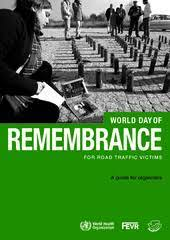 WORLD DAY OF
REMEMBRANCE
FOR ROAD TRAFFIC VICTIMS
A guide for organizers
World Health
Organization
FEVR